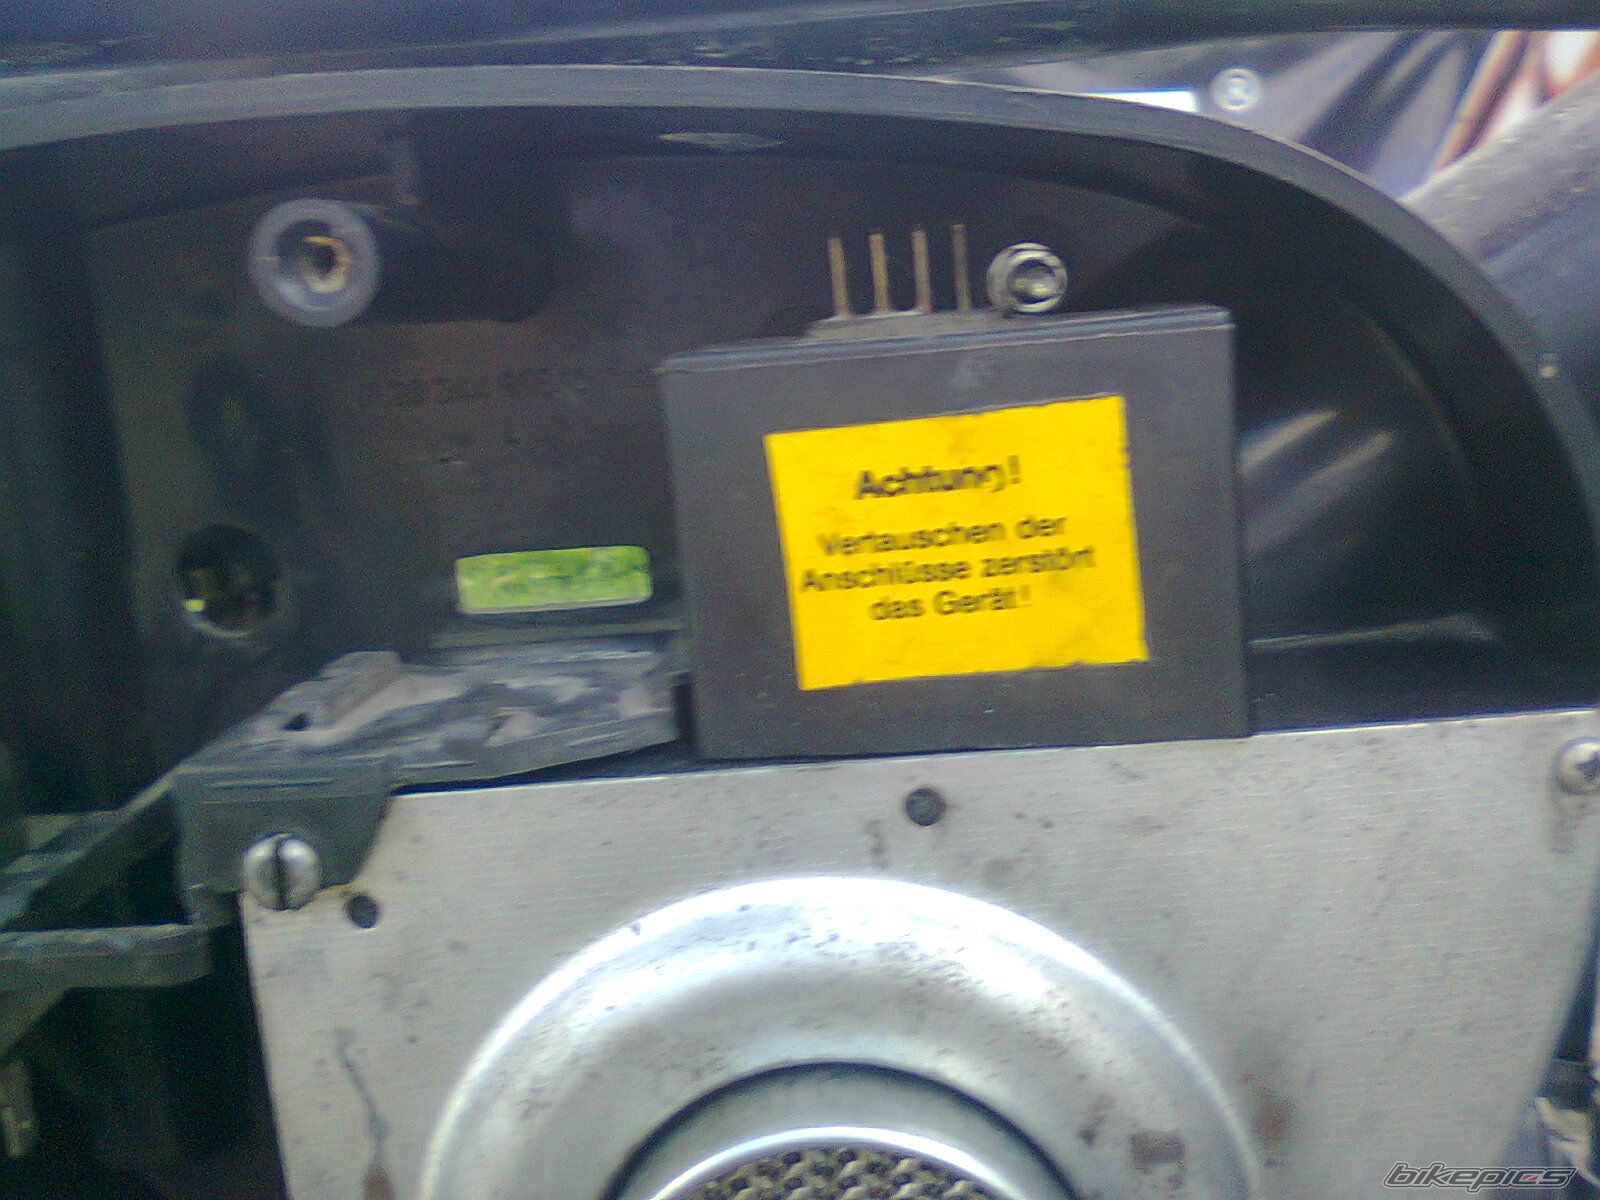 Achtung!
Vertauschen der
Anschlüsse zerstört
das Gerät!
bikepics